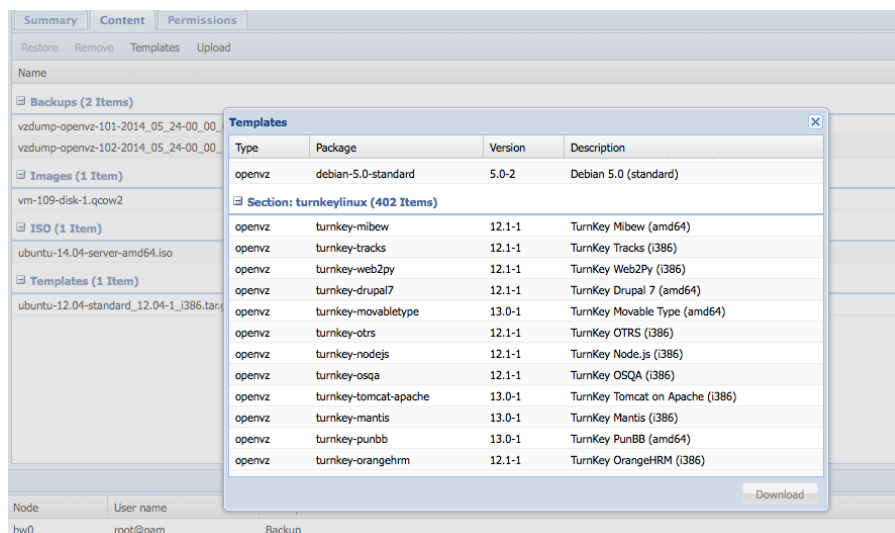 Summary Content Permissions
Restore Remove Templates Upload
Name
Backups (2 Items)
vzdump-openvz-101-2014_05_24-00_00_
vzdump-openvz-102-2014_05_24-00_00_
Images (1 Item)
vm-109-disk-1.qcow2
ISO (1 Item)
ubuntu-14.04-server-amd64.iso
Templates (1 Item)
ubuntu-12.04-standard_12.04-1_i386.tar.g
Templates
Type Package Version Description
openvz debian-5.0-standard 5.0-2 Debian 5.0 (standard)
Section: turnkeylinux (402 Items)
openvz turnkey-mibew 12.1-1 TurnKey Mibew (amd64)
openvz turnkey-tracks 12.1-1 TurnKey Tracks (i386)
openvz turnkey-web2py 12.1-1 TurnKey Web2Py (i386)
openvz turnkey-drupal7 12.1-1 TurnKey Drupal 7 (amd64)
openvz turnkey-movabletype 13.0-1 TurnKey Movable Type (amd64)
openvz turnkey-otrs 12.1-1 TurnKey OTRS (i386)
openvz turnkey-nodejs 12.1-1 TurnKey Node.js (i386)
openvz turnkey-osqa 12.1-1 TurnKey OSQA (i386)
openvz turnkey-tomcat-apache 13.0-1 TurnKey Tomcat on Apache (i386)
openvz turnkey-mantis 13.0-1 TurnKey Mantis (i386)
openvz turnkey-punbb 13.0-1 TurnKey PunBB (amd64)
openvz turnkey-orangehrm 12.1-1 TurnKey OrangeHRM (i386)
Download
Node User name
hw0 root@pam Backup